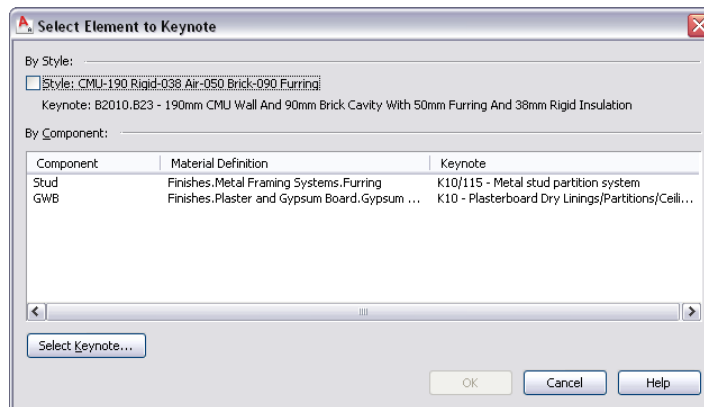 Select Element to Keynote
By Style:
Style: CMU-190 Rigid-038 Air-050 Brick-090 Furring
Keynote: B2010.B23 - 190mm CMU Wall And 90mm Brick Cavity With 50mm Furring And 38mm Rigid Insulation
By Component:
Component Material Definition Keynote
Stud Finishes.Metal Framing Systems.Furring K10/115 - Metal stud partition system
GWB Finishes.Plaster and Gypsum Board.Gypsum ... K10 - Plasterboard Dry Linings/Partitions/Ceili...
Select Keynote...
OK Cancel Help